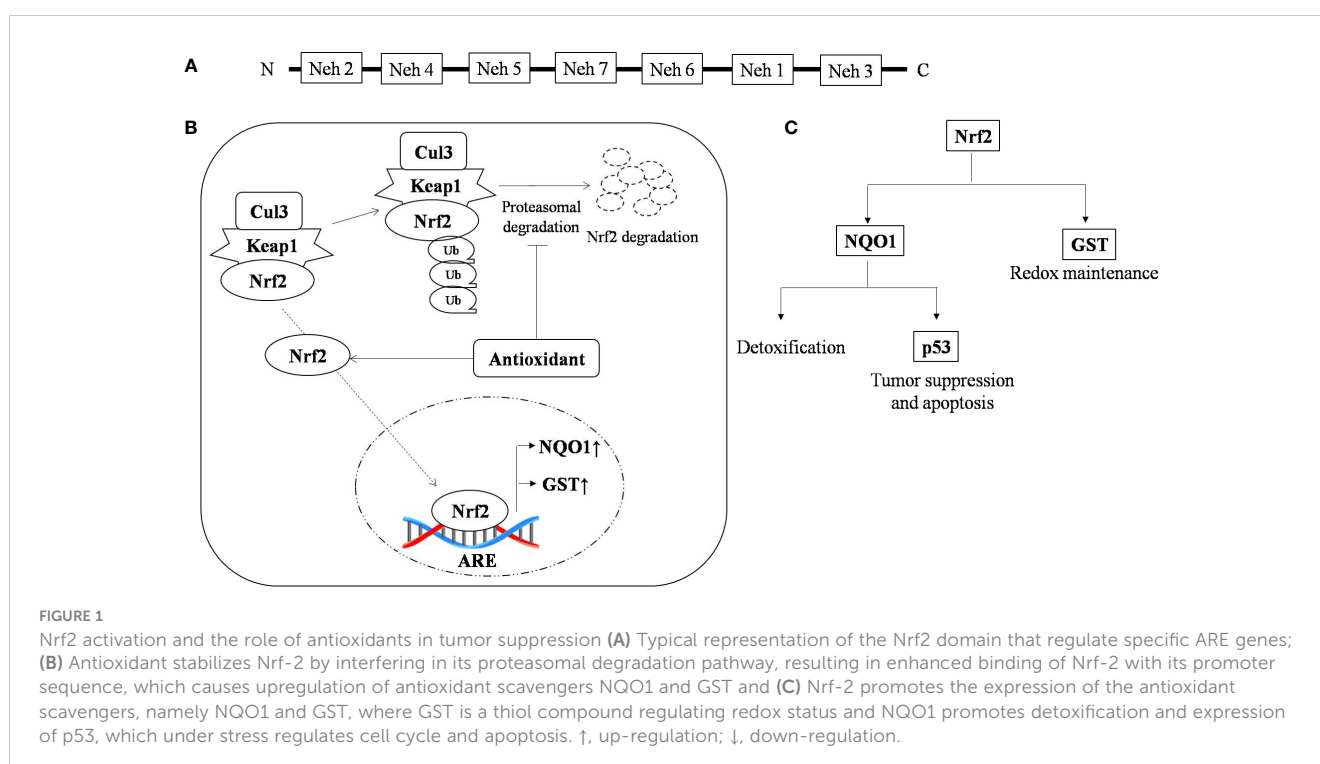 A
N
Neh 2
Neh 4
Neh 5
Neh 7
Neh 6
Neh 1
Neh 3
C
B
Cul3
Keap1
Nrf2
Cul3
Keap1
Nrf2
Ub
Ub
Ub
Proteasomal
degradation
Nrf2 degradation
Nrf2
Antioxidant
NQO1↑
GST↑
Nrf2
ARE
C
Nrf2
NQO1
GST
Redox maintenance
Detoxification
p53
Tumor suppression
and apoptosis
FIGURE 1
Nrf2 activation and the role of antioxidants in tumor suppression (A) Typical representation of the Nrf2 domain that regulate specific ARE genes;
(B) Antioxidant stabilizes Nrf-2 by interfering in its proteasomal degradation pathway, resulting in enhanced binding of Nrf-2 with its promoter
sequence, which causes upregulation of antioxidant scavengers NQO1 and GST and (C) Nrf-2 promotes the expression of the antioxidant
scavengers, namely NQO1 and GST, where GST is a thiol compound regulating redox status and NQO1 promotes detoxification and expression
of p53, which under stress regulates cell cycle and apoptosis. ↑, up-regulation; ↓, down-regulation.